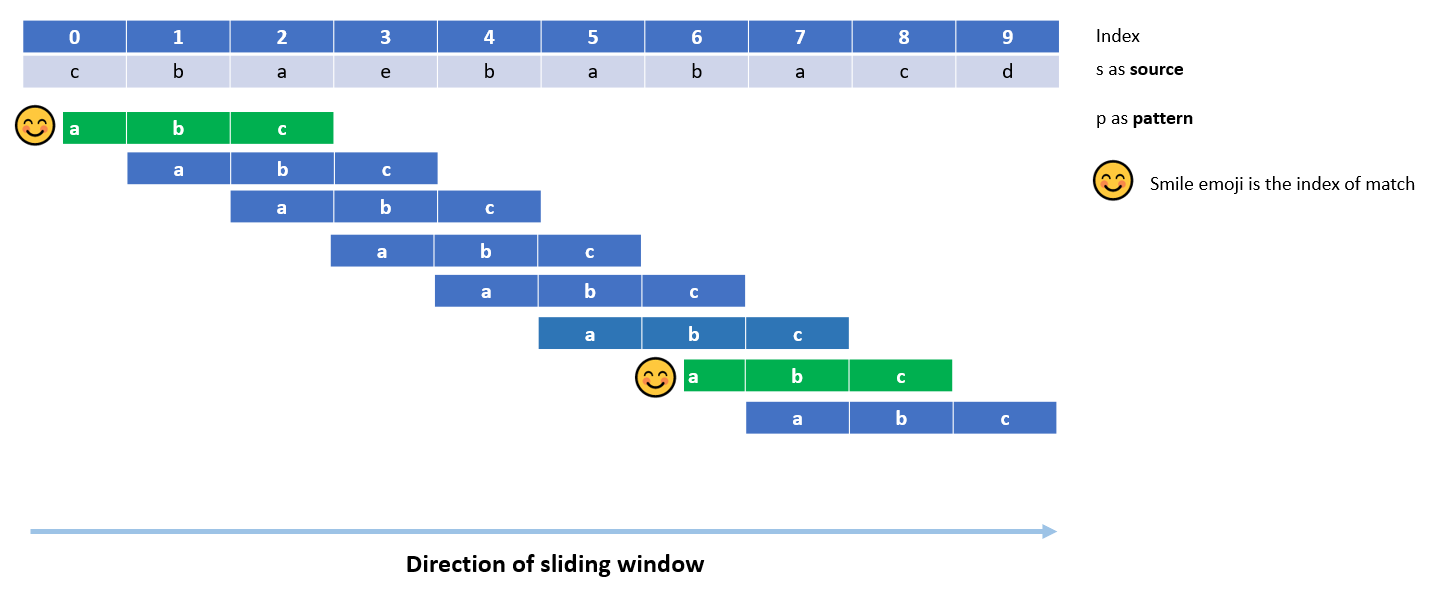 0 1 2 3 4 5 6 7 8 9 Index
c b a e b a b a c d s as source
a b c p as pattern
a b c Smile emoji is the index of match
a b c
a b c
a b c
a b c
a b c
a b c
Direction of sliding window